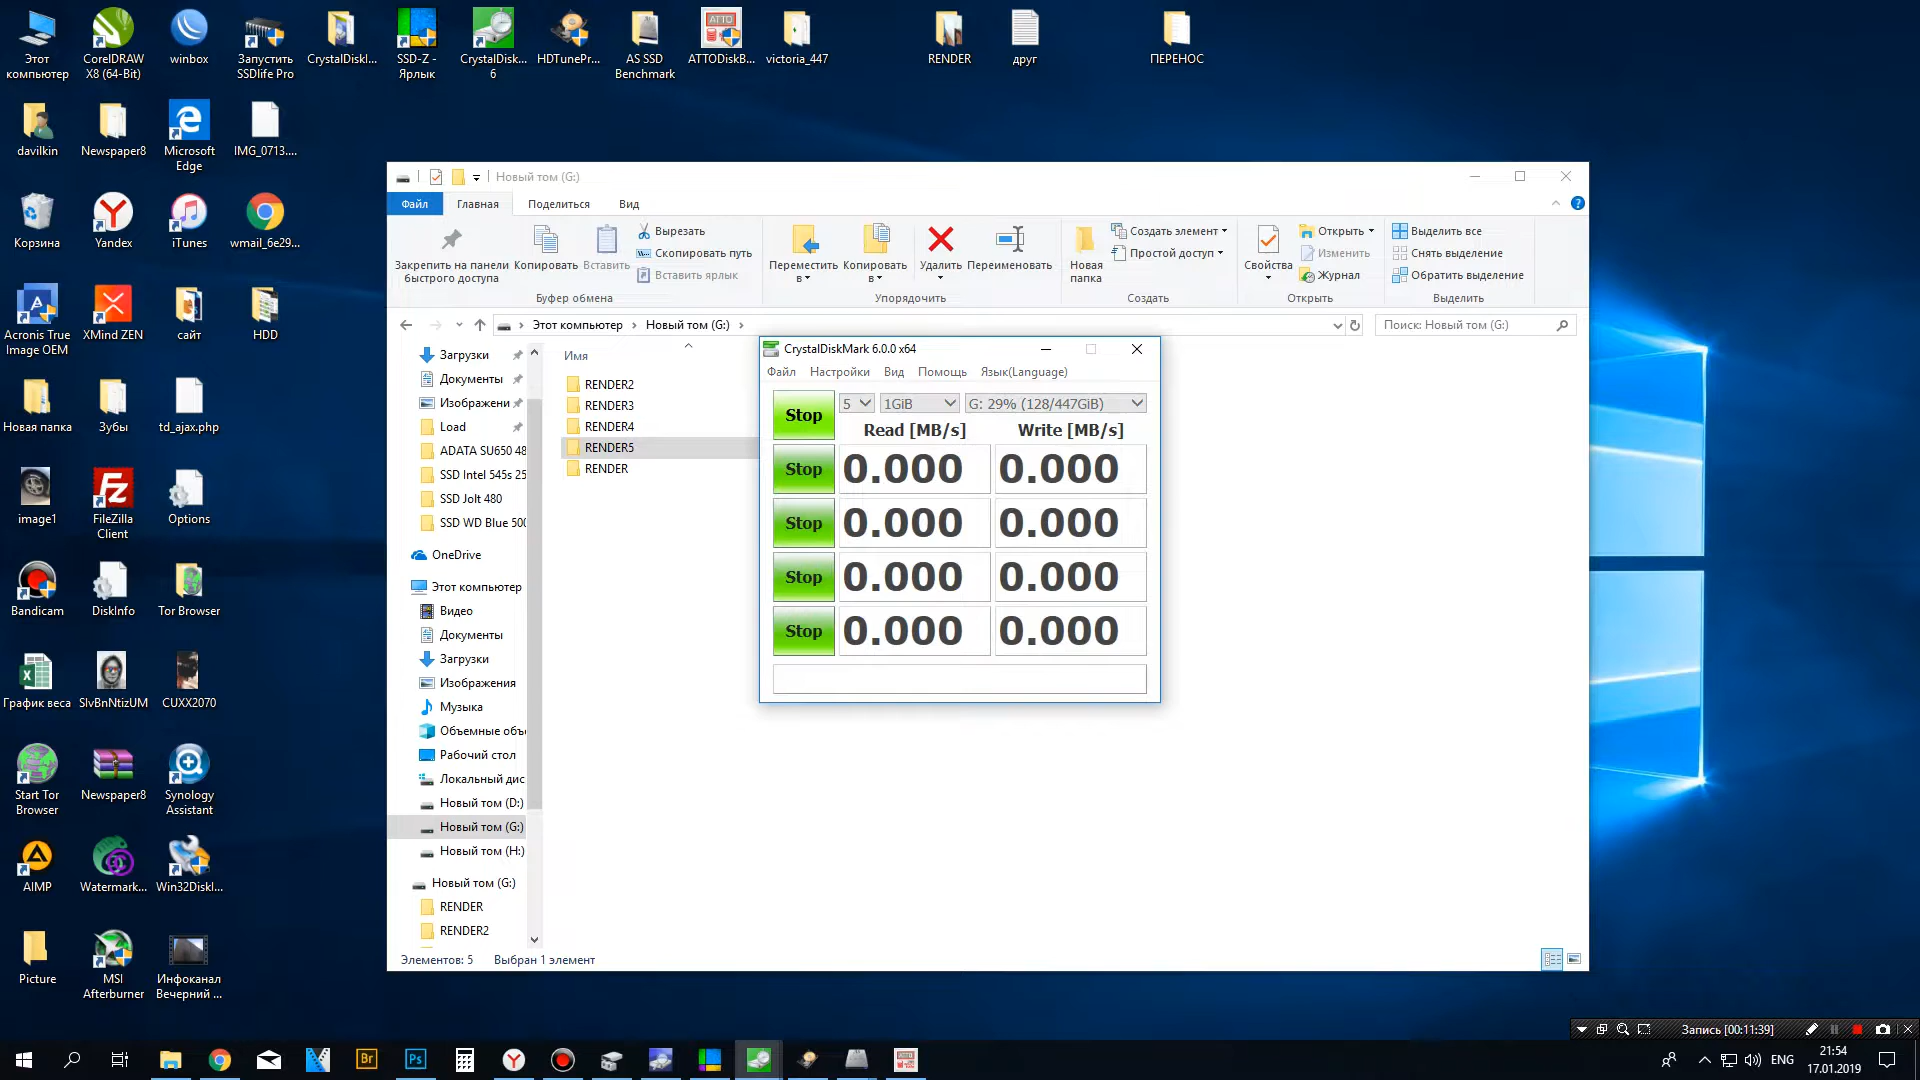 Этот компьютер
CorelDRAW X8 (64-Bit)
winbox
Запустить SSDlife Pro
CrystalDiskI...
SSD-Z - Ярлык
CrystalDisk... 6
HDTunePr...
AS SSD Benchmark
ATTO
ATTODiskB...
victoria_447
RENDER
друг
ПЕРЕНОС
davilkin
Newspaper8
Microsoft Edge
IMG_0713....
Корзина
Yandex
iTunes
wmail_6e29...
Acronis True Image OEM
XMind ZEN
сайт
HDD
Новая папка
Зубы
td_ajax.php
image1
FileZilla Client
Options
Bandicam
DiskInfo
Tor Browser
График веса
SlvBnNtizUM
CUXX2070
Start Tor Browser
Newspaper8
Synology Assistant
AIMP
Watermark...
Win32DiskI...
Picture
MSI Afterburner
Инфоканал Вечерний ...
Новый том (G:)
Файл
Главная
Поделиться
Вид
Закрепить на панели быстрого доступа
Копировать
Вставить
Вырезать
Скопировать путь
Вставить ярлык
Буфер обмена
Переместить в
Копировать в
Удалить
Переименовать
Упорядочить
Новая папка
Создать элемент
Простой доступ
Создать
Свойства
Открыть
Изменить
Журнал
Открыть
Выделить все
Снять выделение
Обратить выделение
Выделить
Этот компьютер
Новый том (G:)
Поиск: Новый том (G:)
Загрузки
Документы
Изображени
Load
ADATA SU650 48
SSD Intel 545s 25
SSD Jolt 480
SSD WD Blue 500
OneDrive
Этот компьютер
Видео
Документы
Загрузки
Изображения
Музыка
Объемные объ
Рабочий стол
Локальный дис
Новый том (D:)
Новый том (G:)
Новый том (H:)
Новый том (G:)
RENDER
RENDER2
Имя
RENDER2
RENDER3
RENDER4
RENDER5
RENDER
Элементов: 5
Выбран 1 элемент
CrystalDiskMark 6.0.0 x64
Файл
Настройки
Вид
Помощь
Язык(Language)
Stop
5
1GiB
G: 29% (128/447GiB)
Read [MB/s]
Write [MB/s]
Stop
0.000
0.000
Stop
0.000
0.000
Stop
0.000
0.000
Stop
0.000
0.000
Запись [00:11:39]
Br
Ps
ENG
21:54
17.01.2019